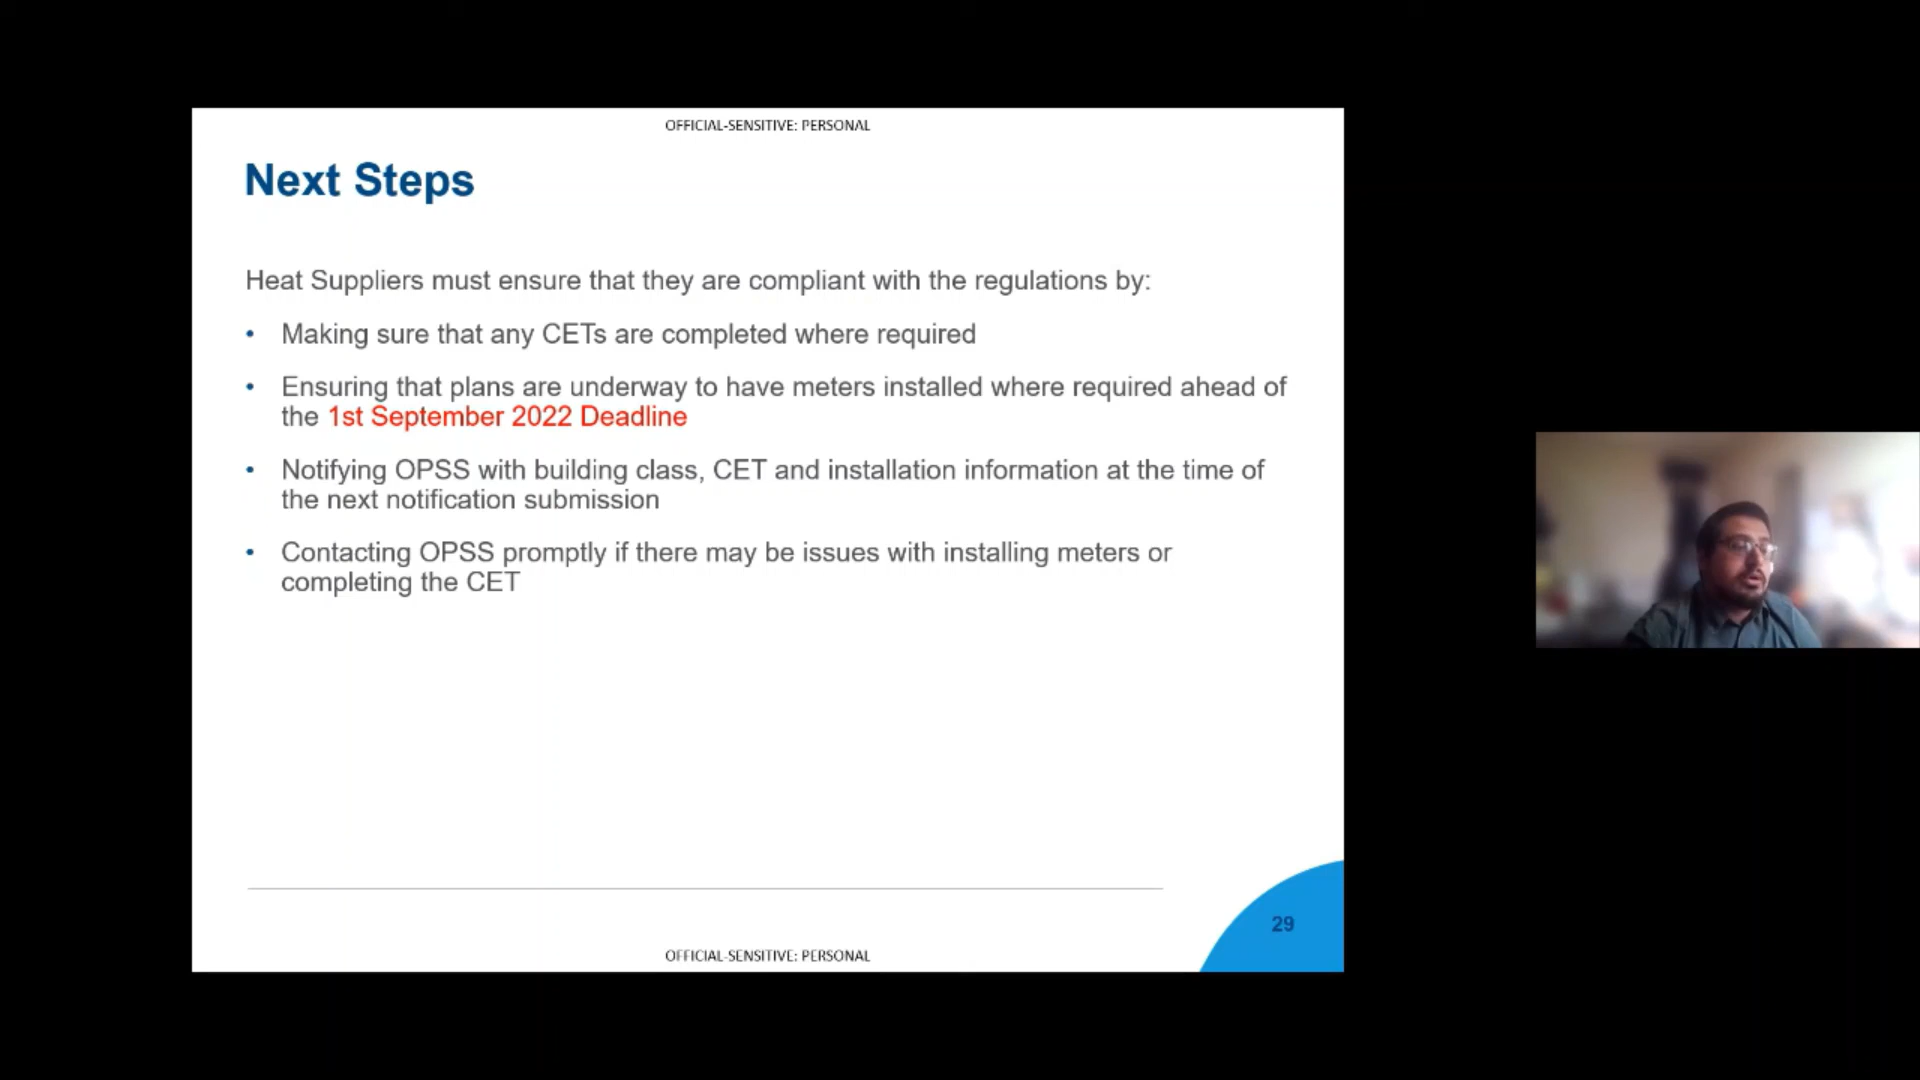 OFFICIAL-SENSITIVE: PERSONAL
Next Steps
Heat Suppliers must ensure that they are compliant with the regulations by:
• Making sure that any CETs are completed where required
• Ensuring that plans are underway to have meters installed where required ahead of
the 1st September 2022 Deadline
• Notifying OPSS with building class, CET and installation information at the time of
the next notification submission
• Contacting OPSS promptly if there may be issues with installing meters or
completing the CET
29
OFFICIAL-SENSITIVE: PERSONAL